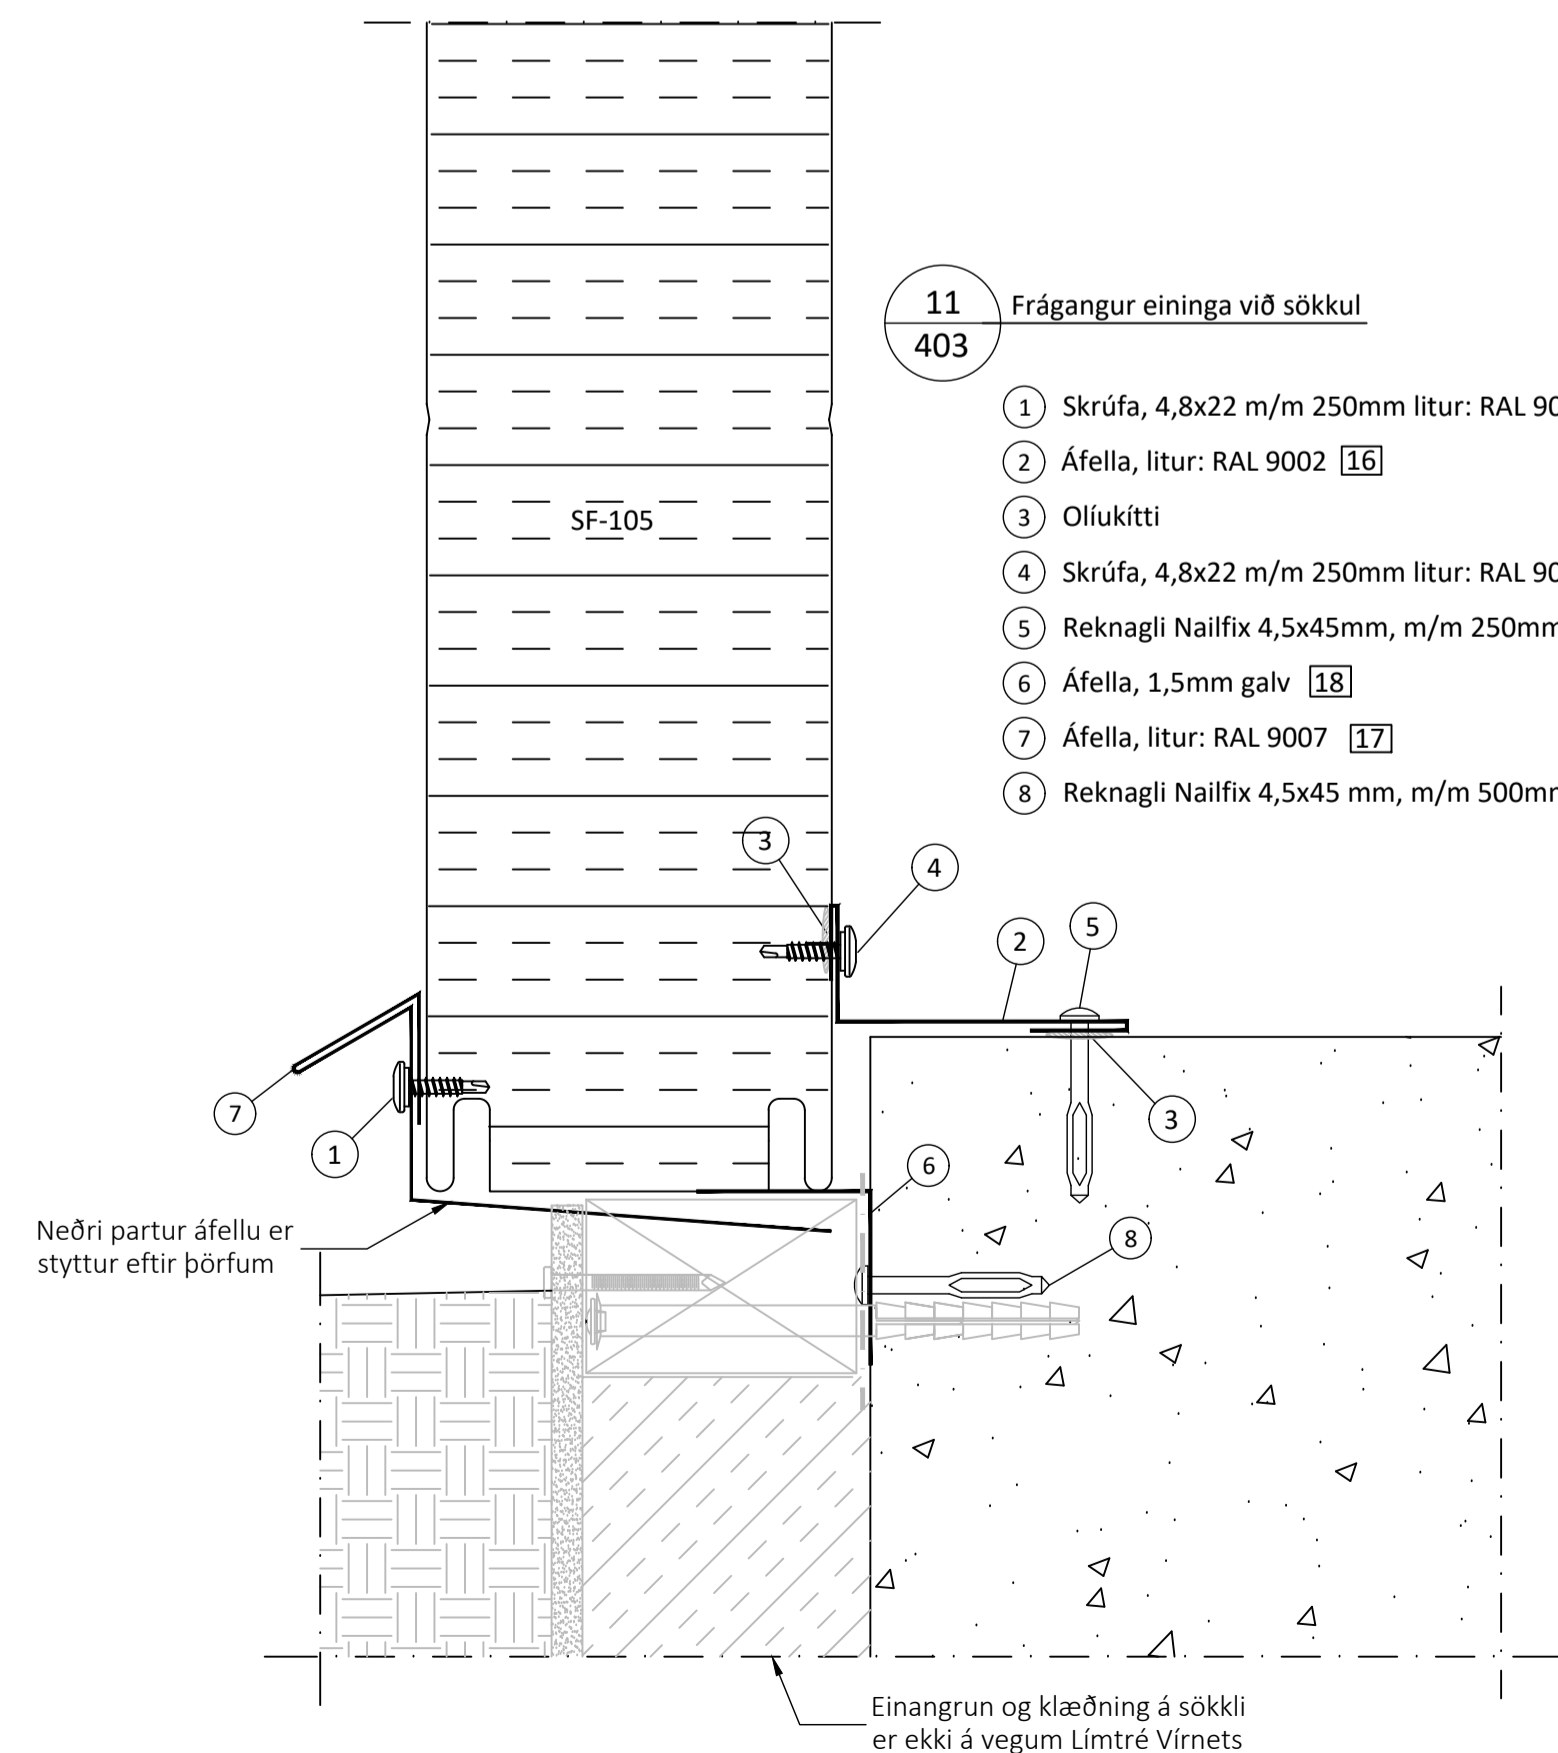 11
403
Frágangur eininga við sökkul
1 Skrúfa, 4,8x22 m/m 250mm litur: RAL
2 Áfella, litur: RAL 9002 16
3 Olíukítti
4 Skrúfa, 4,8x22 m/m 250mm litur: RAL
5 Reknagli Nailfix 4,5x45mm, m/m 250mm
6 Áfella, 1,5mm galv 18
7 Áfella, litur: RAL 9007 17
8 Reknagli Nailfix 4,5x45 mm, m/m 500mm
SF-105
3
4
2
5
7
1
3
6
8
Neðri partur áfellu er
styttur eftir þörfum
Einangrun og klæðning á sökkli
er ekki á vegum Límtré Vírnets